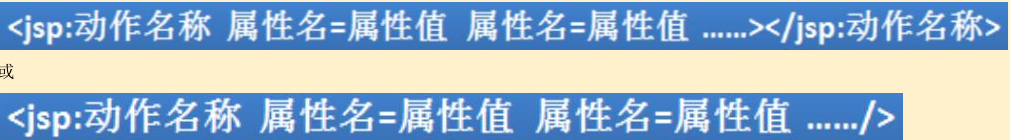 <jsp:动作名称 属性名=属性值 属性名=属性值 ......></jsp:动作名称>
或
<jsp:动作名称 属性名=属性值 属性名=属性值 ....../>